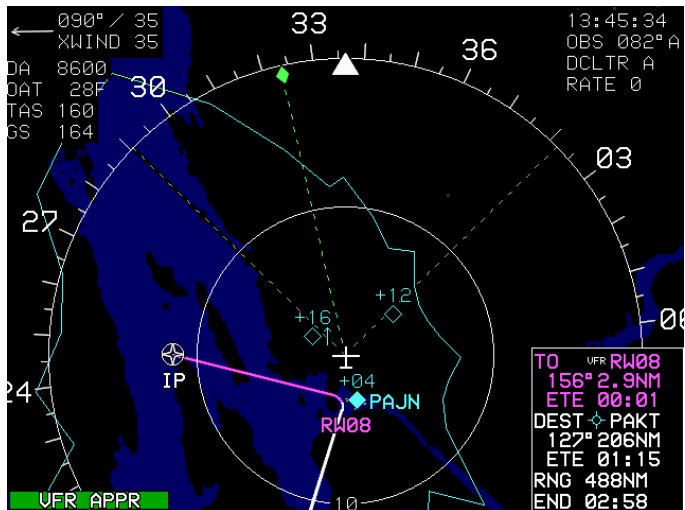 090° / 35
XWIND 35
DA 8600
OAT 28F
TAS 160
GS 164
13:45:34
OBS 082°A
DCLTR A
RATE 0
33
36
30
03
27
06
24
+16
+12
+04
IP
PAJN
RW08
10
VFR APPR
TO VFR RW08
156° 2.9NM
ETE 00:01
DEST PAKT
127° 206NM
ETE 01:15
RNG 488NM
END 02:58